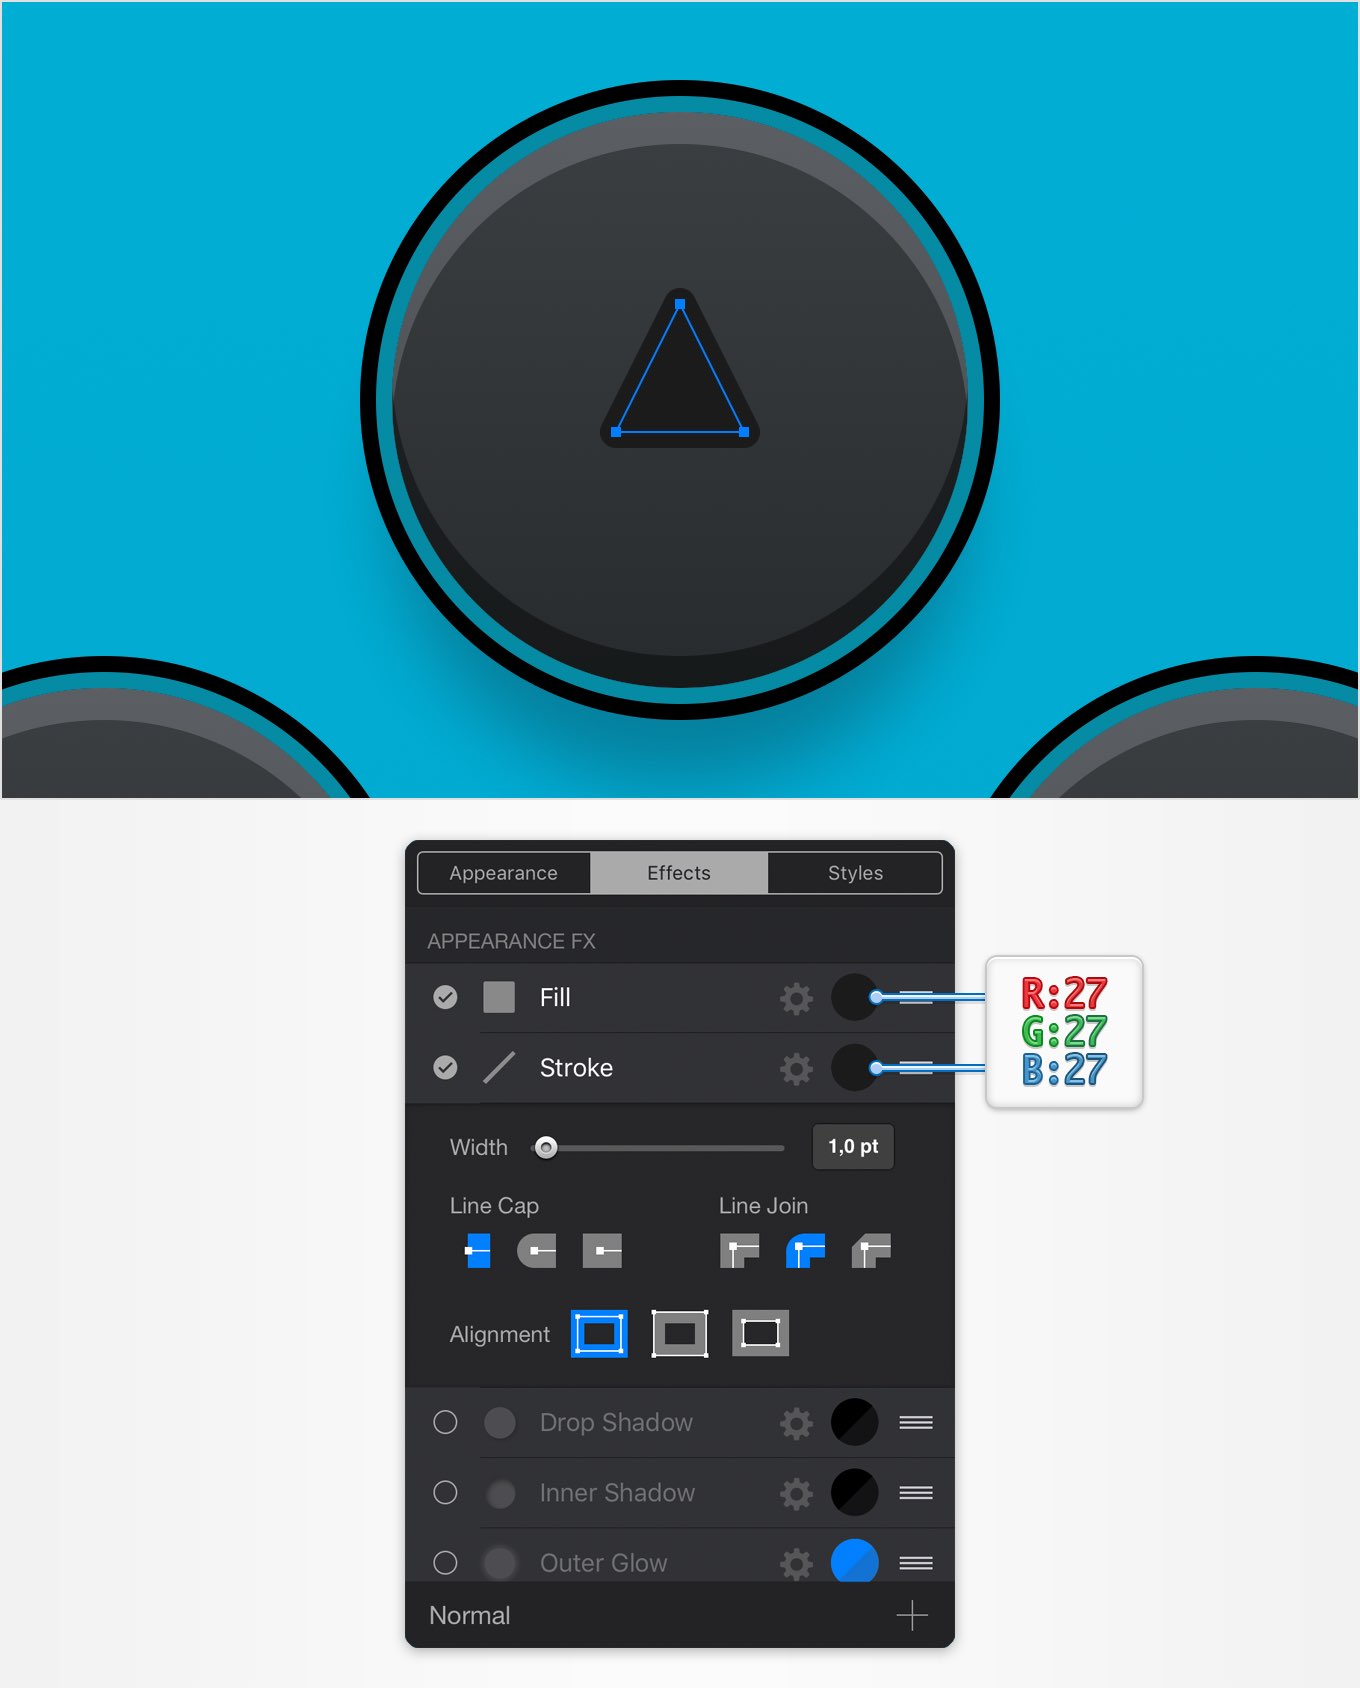 Appearance Effects Styles
APPEARANCE FX
Fill
Stroke
R:27
G:27
B:27
Width 1,0 pt
Line Cap Line Join
Alignment
Drop Shadow
Inner Shadow
Outer Glow
Normal